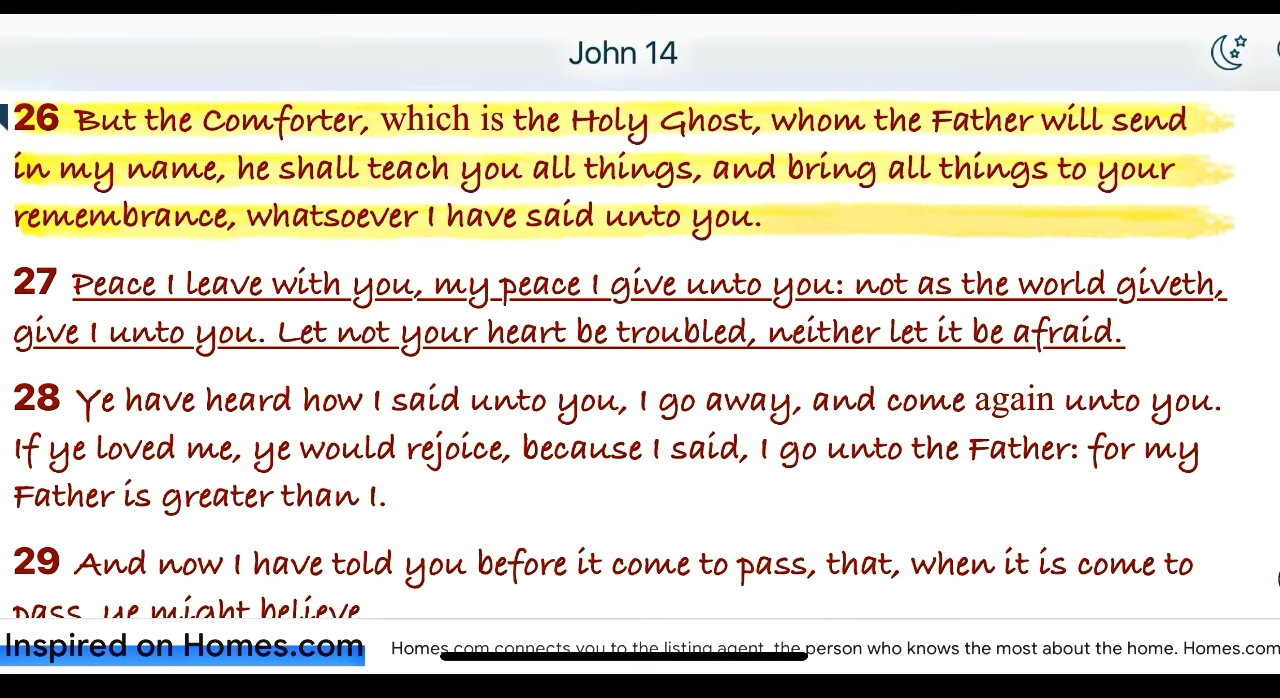 John 14
26 But the Comforter, which is the Holy Ghost, whom the Father will send
in my name, he shall teach you all things, and bring all things to your
remembrance, whatsoever I have said unto you.
27 Peace I leave with you, my peace I give unto you: not as the world giveth,
give I unto you. Let not your heart be troubled, neither let it be afraid.
28 Ye have heard how I said unto you, I go away, and come again unto you.
If ye loved me, ye would rejoice, because I said, I go unto the Father: for my
Father is greater than I.
29 And now I have told you before it come to pass, that, when it is come to
pass, ye might believe
Inspired on Homes.com
Homes.com connects you to the listing agent, the person who knows the most about the home. Homes.com